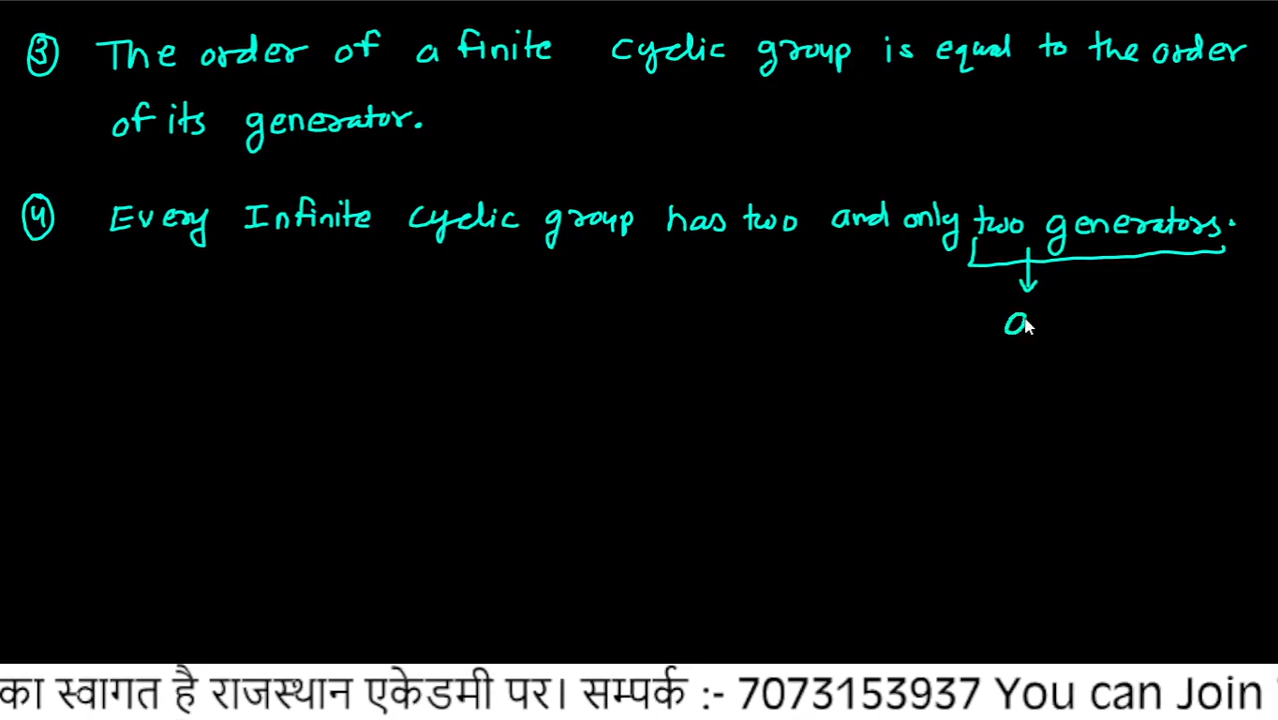 ③ The order of a finite cyclic group is equal to the order
of its generator.
④ Every Infinite cyclic group has two and only two generators.
a
का स्वागत है राजस्थान एकेडमी पर। सम्पर्क :- 7073153937 You can Join